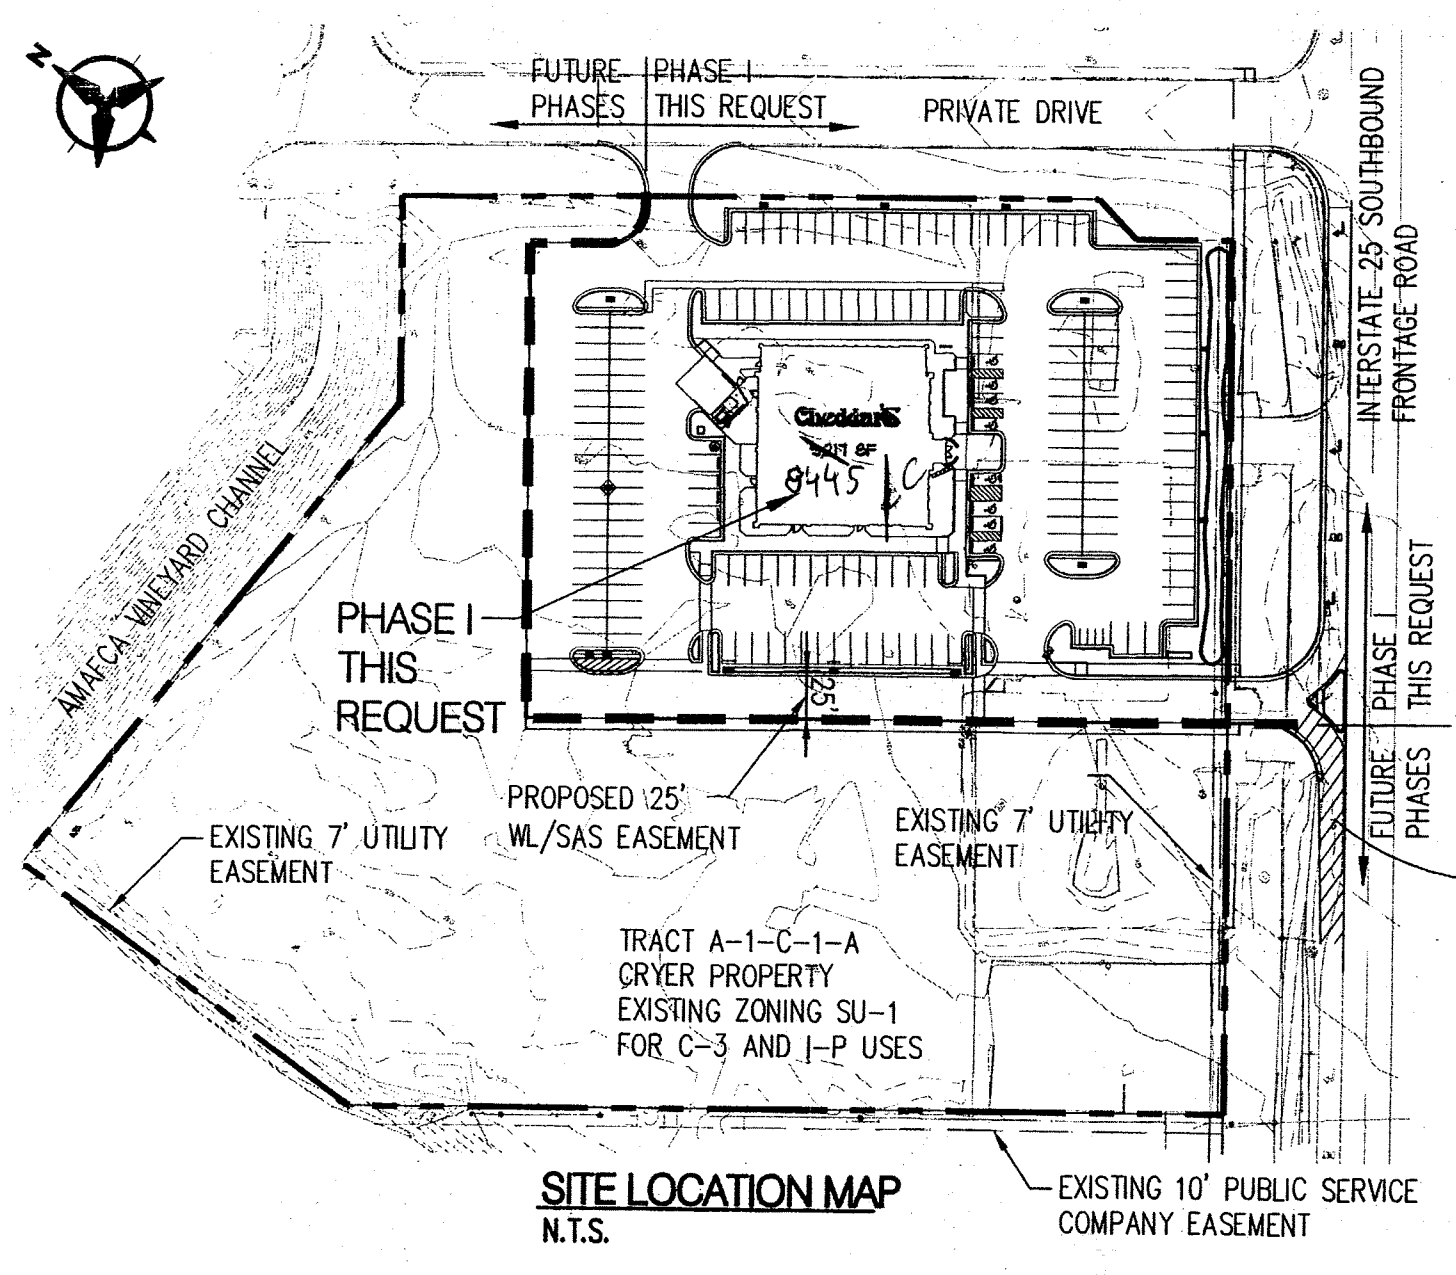 N
FUTURE PHASE I
PHASES THIS REQUEST
PRIVATE DRIVE
INTERSTATE 25 SOUTHBOUND
FRONTAGE ROAD
Cheddar's
SF
8445
C
AMAFCA VINEYARD CHANNEL
PHASE I
THIS
REQUEST
25'
PHASE I
THIS REQUEST
FUTURE
PHASES
PROPOSED 25'
WL/SAS EASEMENT
EXISTING 7' UTILITY
EASEMENT
EXISTING 7' UTILITY
EASEMENT
TRACT A-1-C-1-A
CRYER PROPERTY
EXISTING ZONING SU-1
FOR C-3 AND I-P USES
SITE LOCATION MAP
N.T.S.
EXISTING 10' PUBLIC SERVICE
COMPANY EASEMENT